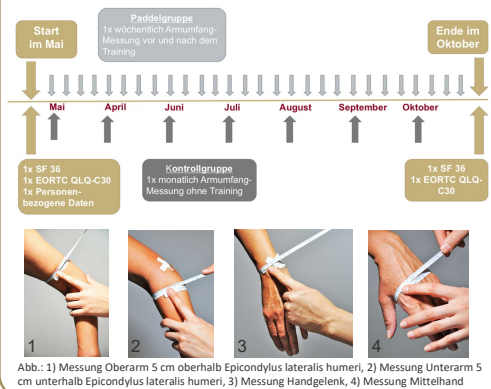 Start
im Mai
Paddelgruppe
1x wöchentlich Armumfang-
Messung vor und nach dem
Training
Ende im
Oktober
Mai
April
Juni
Juli
August
September
Oktober
1x SF 36
1x EORTC QLQ-C30
1x Personen-
bezogene Daten
Kontrollgruppe
1x monatlich Armumfang-
Messung ohne Training
1x SF 36
1x EORTC QLQ-
C30
1
2
3
4
Abb.: 1) Messung Oberarm 5 cm oberhalb Epicondylus lateralis humeri, 2) Messung Unterarm 5
cm unterhalb Epicondylus lateralis humeri, 3) Messung Handgelenk, 4) Messung Mittelhand